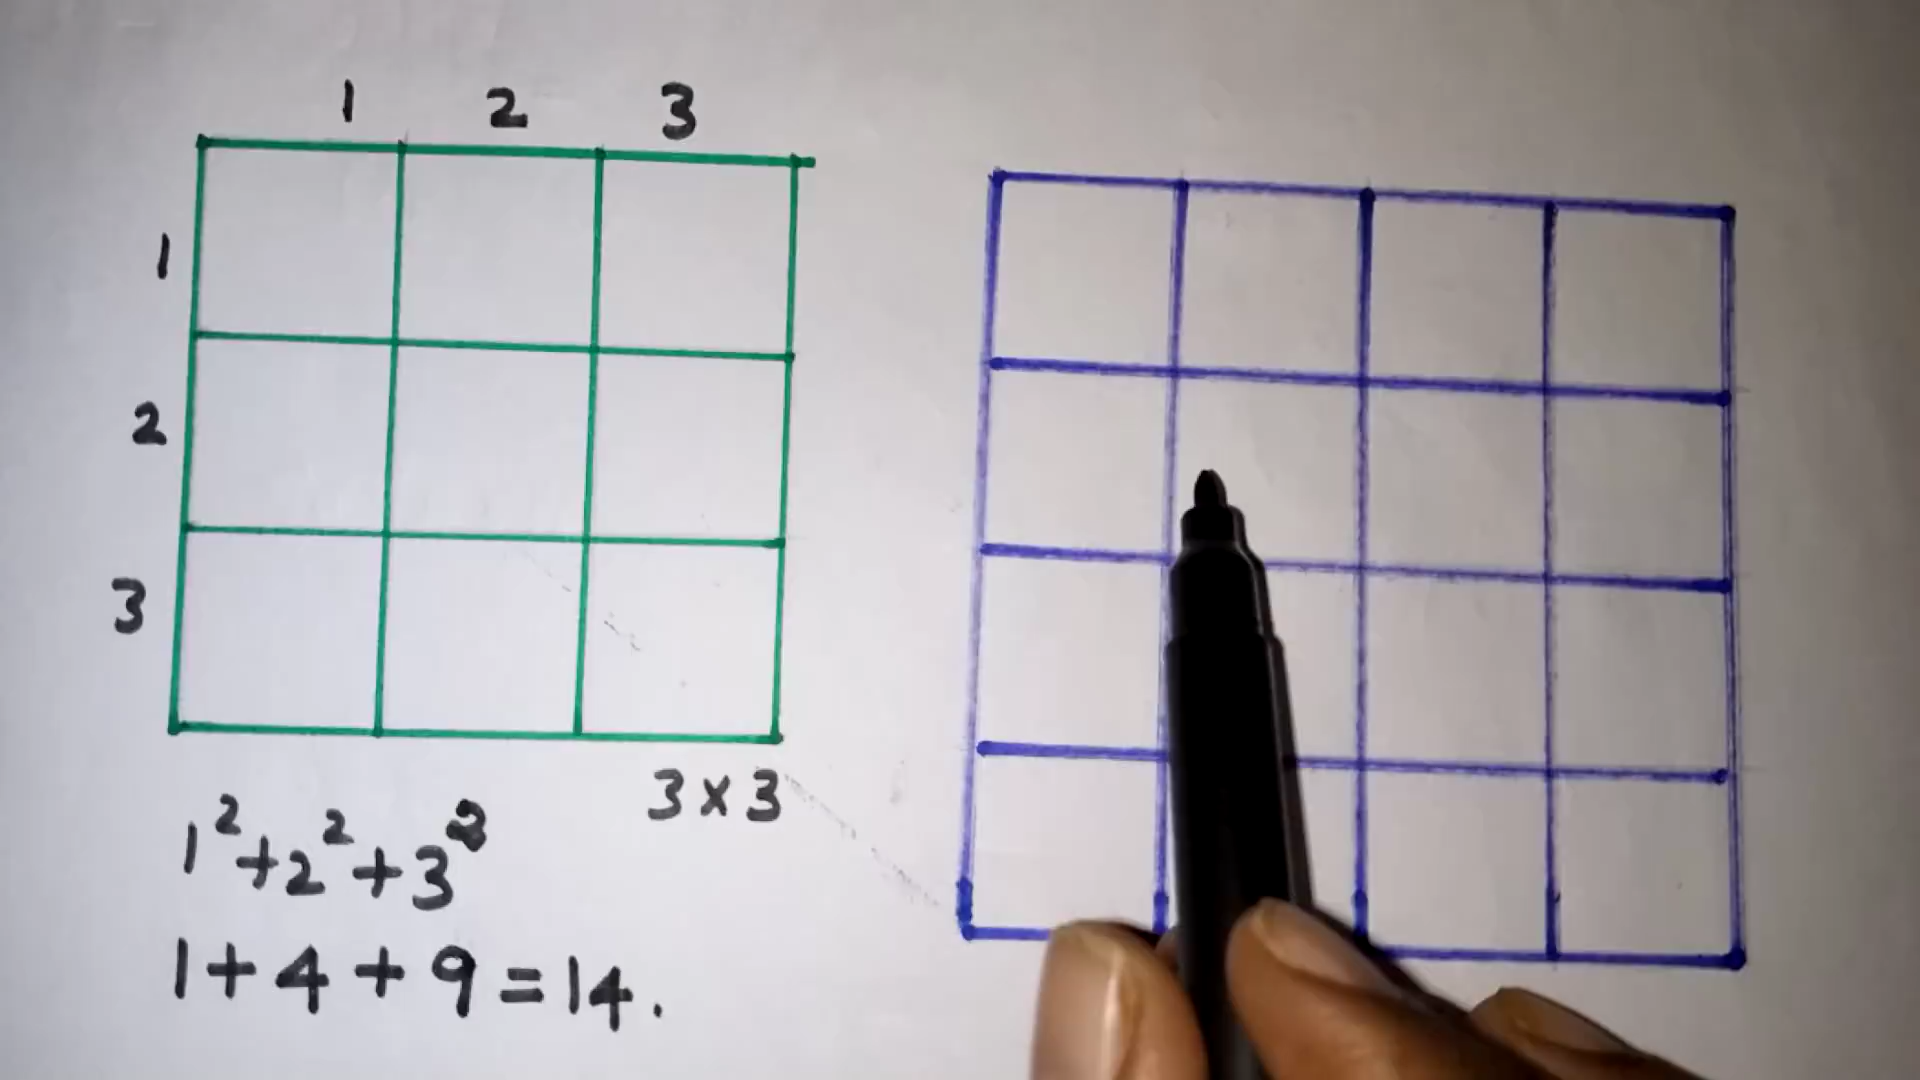 1 2 3
1
2
3
3 x 3
1² + 2² + 3²
1 + 4 + 9 = 14.